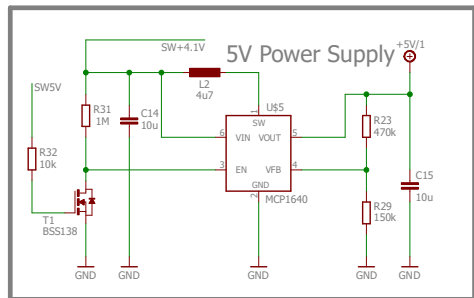 SW+4.1V
5V Power Supply
+5V/1
SW5V
L2
4u7
R31
1M
C14
10u
U$5
1
SW
6
VIN
VOUT
5
R23
470k
R32
10k
3
EN
VFB
4
GND
2
MCP1640
C15
10u
T1
BSS138
R29
150k
GND
GND
GND
GND
GND